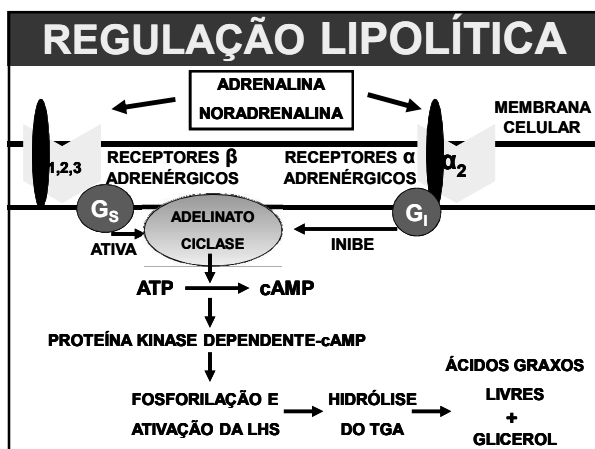 REGULAÇÃO LIPOLÍTICA
ADRENALINA
NORADRENALINA
MEMBRANA
CELULAR
RECEPTORES β
ADRENÉRGICOS
RECEPTORES α
ADRENÉRGICOS
1,2,3
α2
GS
GI
ADELINATO
CICLASE
ATIVA
INIBE
ATP
cAMP
PROTEÍNA KINASE DEPENDENTE-cAMP
FOSFORILAÇÃO E
ATIVAÇÃO DA LHS
HIDRÓLISE
DO TGA
ÁCIDOS GRAXOS
LIVRES
+
GLICEROL